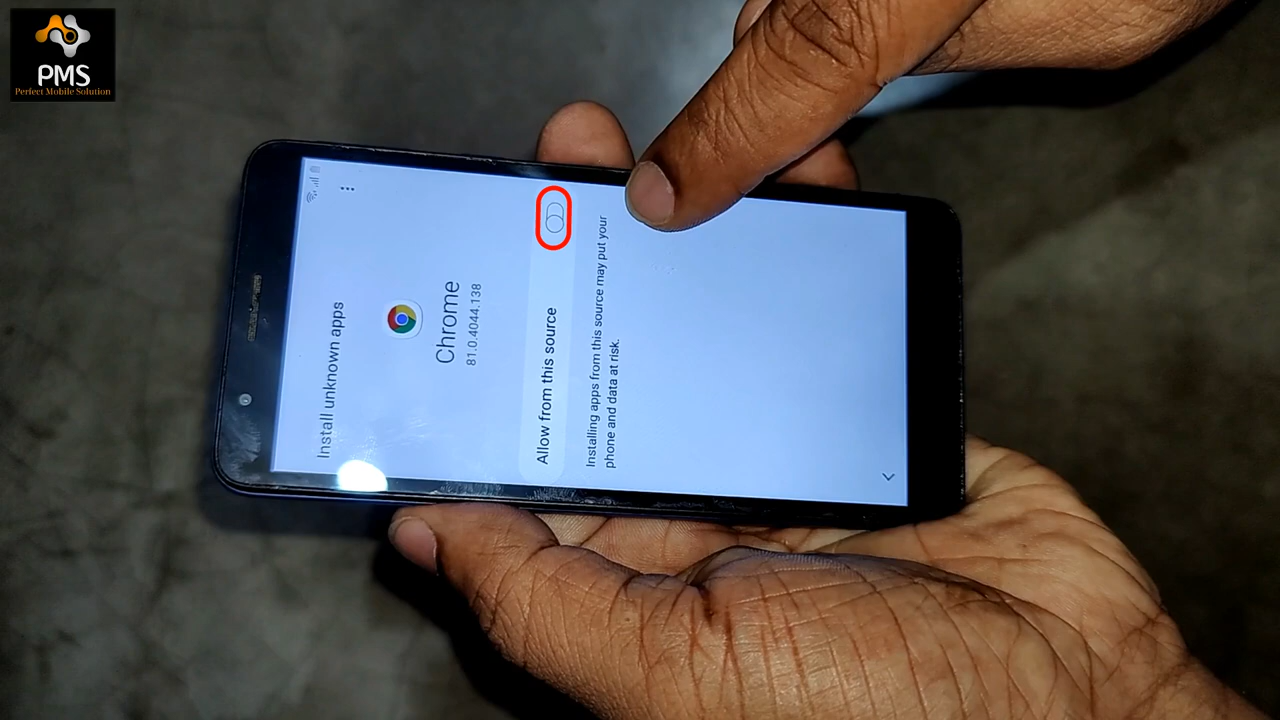 PMS
Perfect Mobile Solution
Install unknown apps
Chrome
81.0.4044.138
Allow from this source
Installing apps from this source may put your
phone and data at risk.